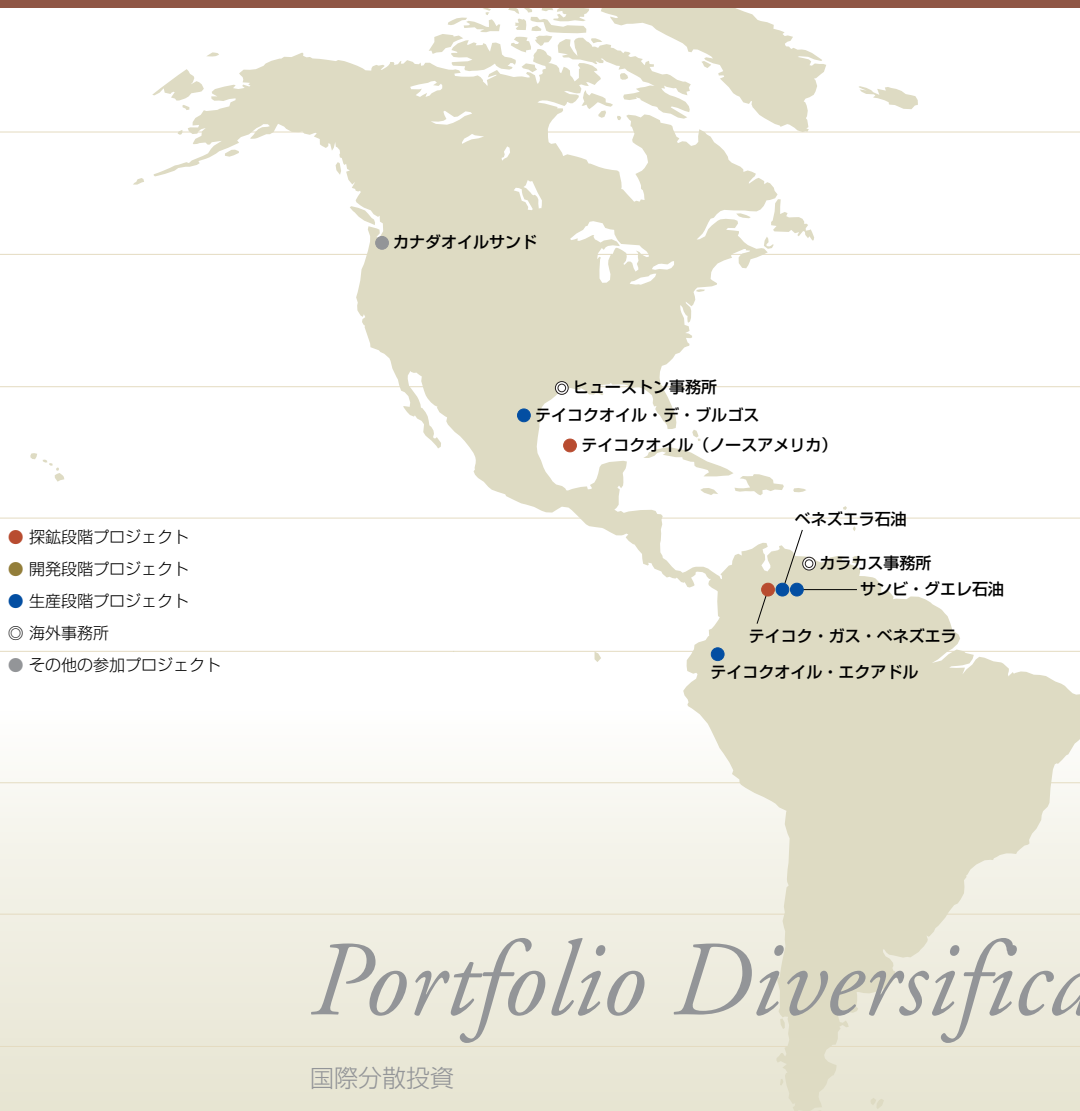 カナダオイルサンド
◎ ヒューストン事務所
テイコクオイル・デ・ブルゴス
テイコクオイル（ノースアメリカ）
ベネズエラ石油
◎ カラカス事務所
サンビ・グエレ石油
テイコク・ガス・ベネズエラ
テイコクオイル・エクアドル
探鉱段階プロジェクト
開発段階プロジェクト
生産段階プロジェクト
◎ 海外事務所
その他の参加プロジェクト
Portfolio Diversifica
国際分散投資